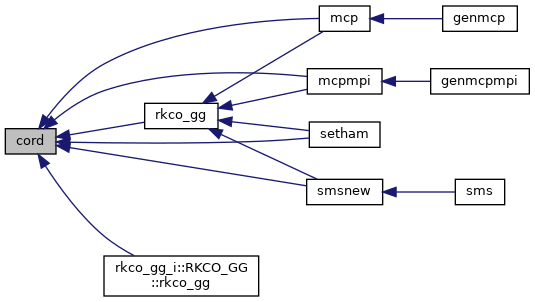 mcp
genmcp
mcpmpi
genmcpmpi
rkco_gg
setham
cord
smsnew
sms
rkco_gg_i::RKCO_GG
::rkco_gg